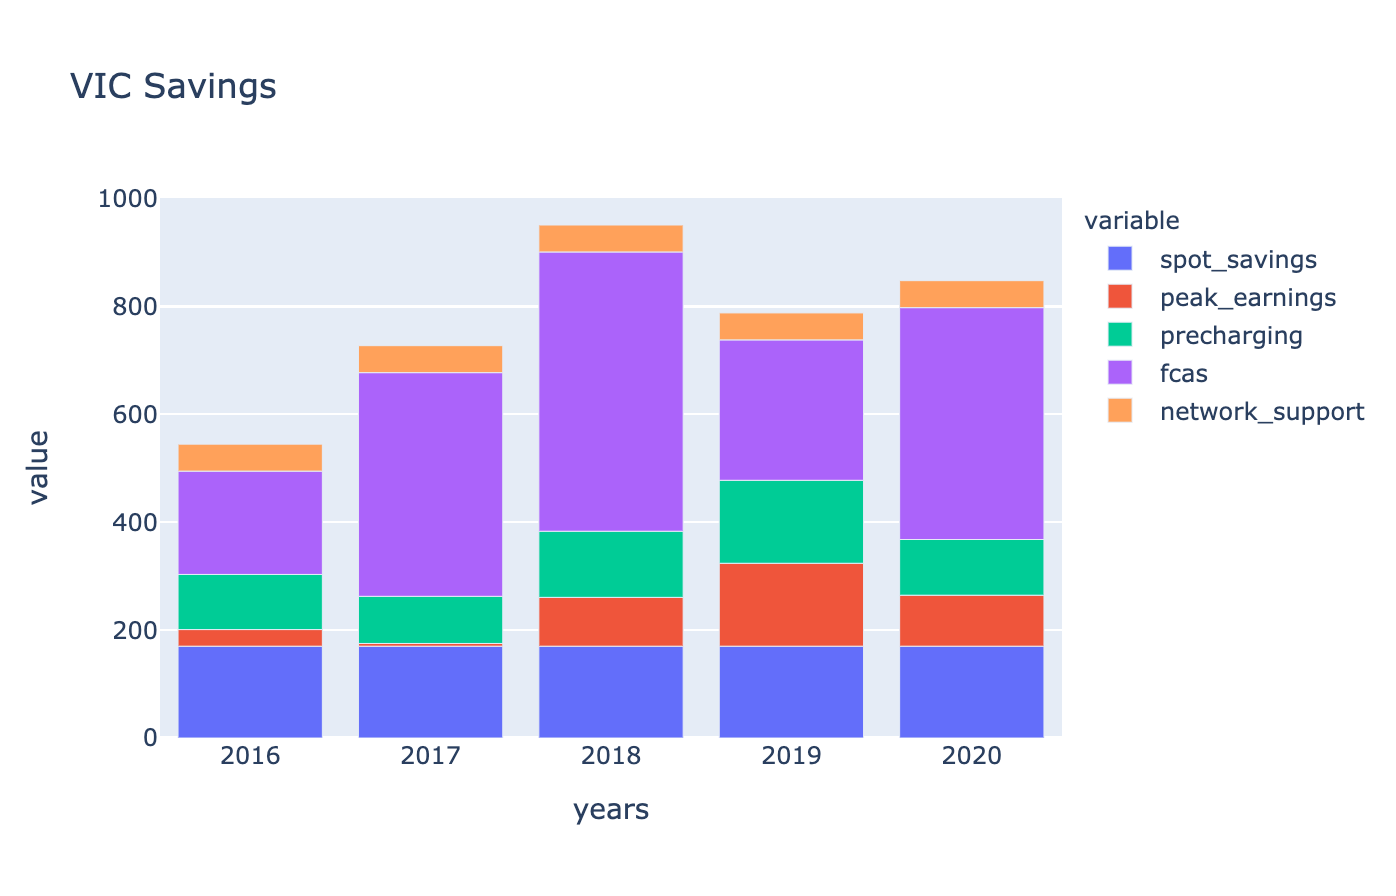 VIC Savings
1000
800
600
400
200
0
value
2016
2017
2018
2019
2020
years
variable
spot_savings
peak_earnings
precharging
fcas
network_support